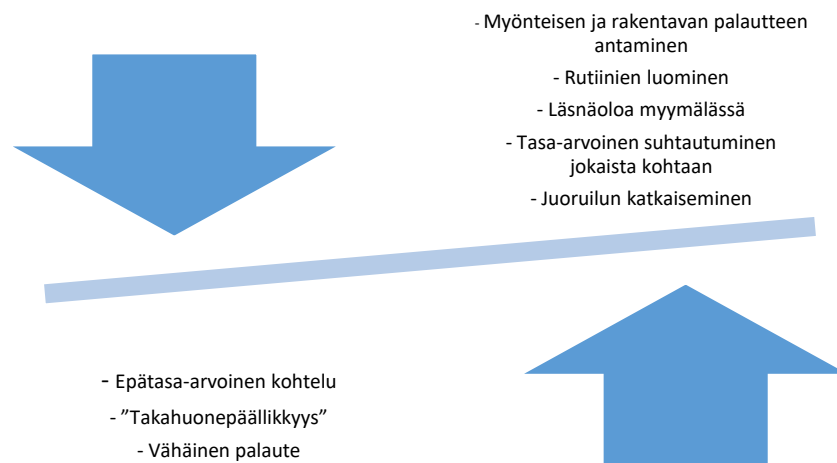 - Myönteisen ja rakentavan palautteen
antaminen
- Rutiinien luominen
- Läsnäoloa myymälässä
- Tasa-arvoinen suhtautuminen
jokaista kohtaan
- Juoruilun katkaiseminen
- Epätasa-arvoinen kohtelu
- ”Takahuonepäällikkyys”
- Vähäinen palaute